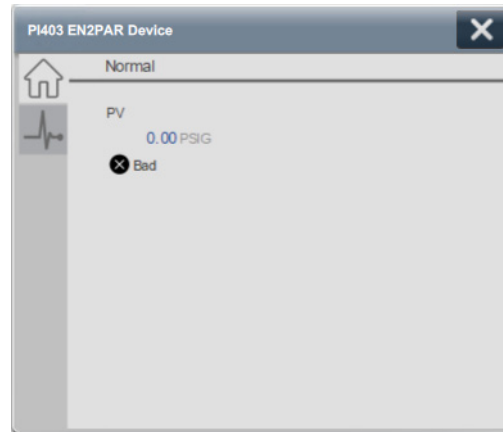 PI403 EN2PAR Device
Normal
PV
0.00 PSIG
Bad